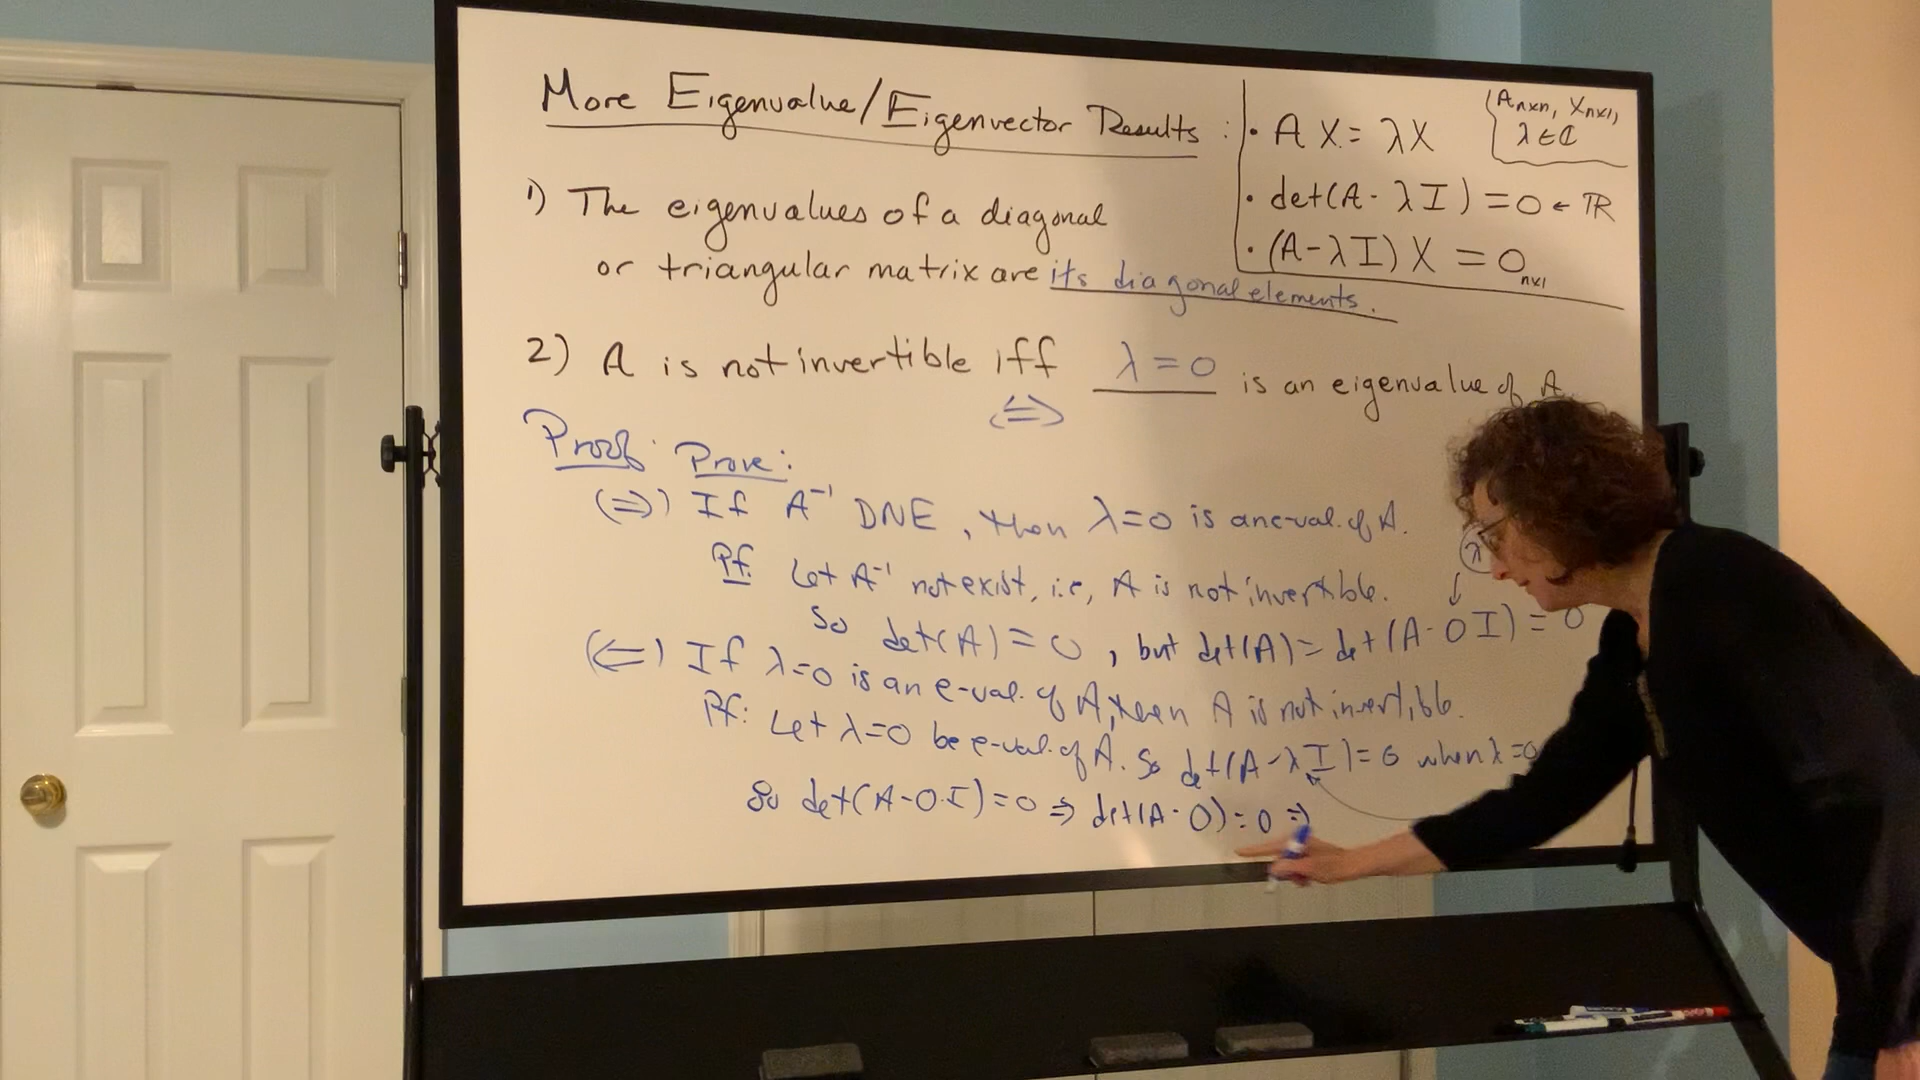 More Eigenvalue/Eigenvector Results :
• A X = λX
(A nxn, X nx1,
λ ∈ ℂ
• det(A - λI) = 0 ← ℝ
• (A-λI) X = 0 nx1
1) The eigenvalues of a diagonal
or triangular matrix are its diagonal elements.
2) A is not invertible iff λ = 0 is an eigenvalue of A.
(⇔)
Proof: Prove:
(⇒) If A⁻¹ DNE, then λ=0 is an e-val. of A.
Pf: Let A⁻¹ not exist, i.e, A is not invertible.
λ
So det(A) = 0, but det(A) = det(A-0I) = 0
(⇐) If λ=0 is an e-val. of A, then A is not invertible.
Pf: Let λ=0 be e-val. of A. So det(A-λI)=0 when λ=0
So det(A-0·I)=0 ⇒ det(A-0)=0 ⇒